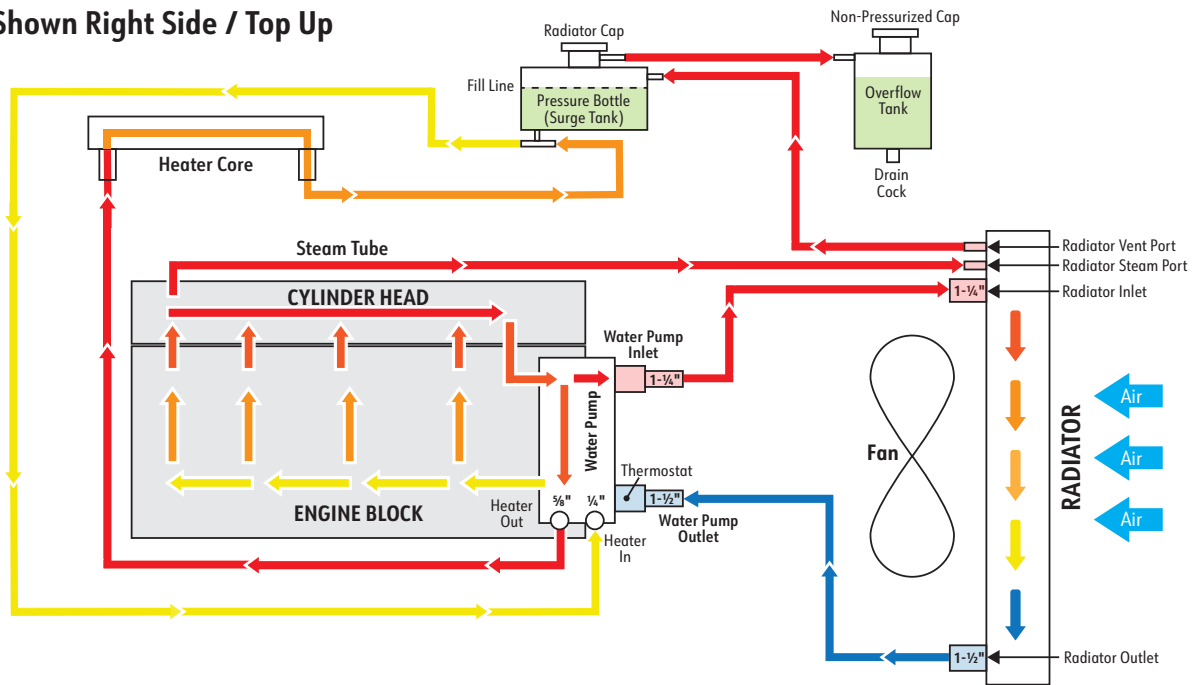 Shown Right Side / Top Up
Radiator Cap
Non-Pressurized Cap
Fill Line
Pressure Bottle
(Surge Tank)
Overflow
Tank
Drain
Cock
Heater Core
Steam Tube
Radiator Vent Port
Radiator Steam Port
Radiator Inlet
1-¼"
CYLINDER HEAD
Water Pump
Inlet
1-¼"
Water Pump
Fan
RADIATOR
Air
Air
Air
Thermostat
1-½"
Water Pump
Outlet
ENGINE BLOCK
Heater
Out
⅝"
¼"
Heater
In
1-½"
Radiator Outlet